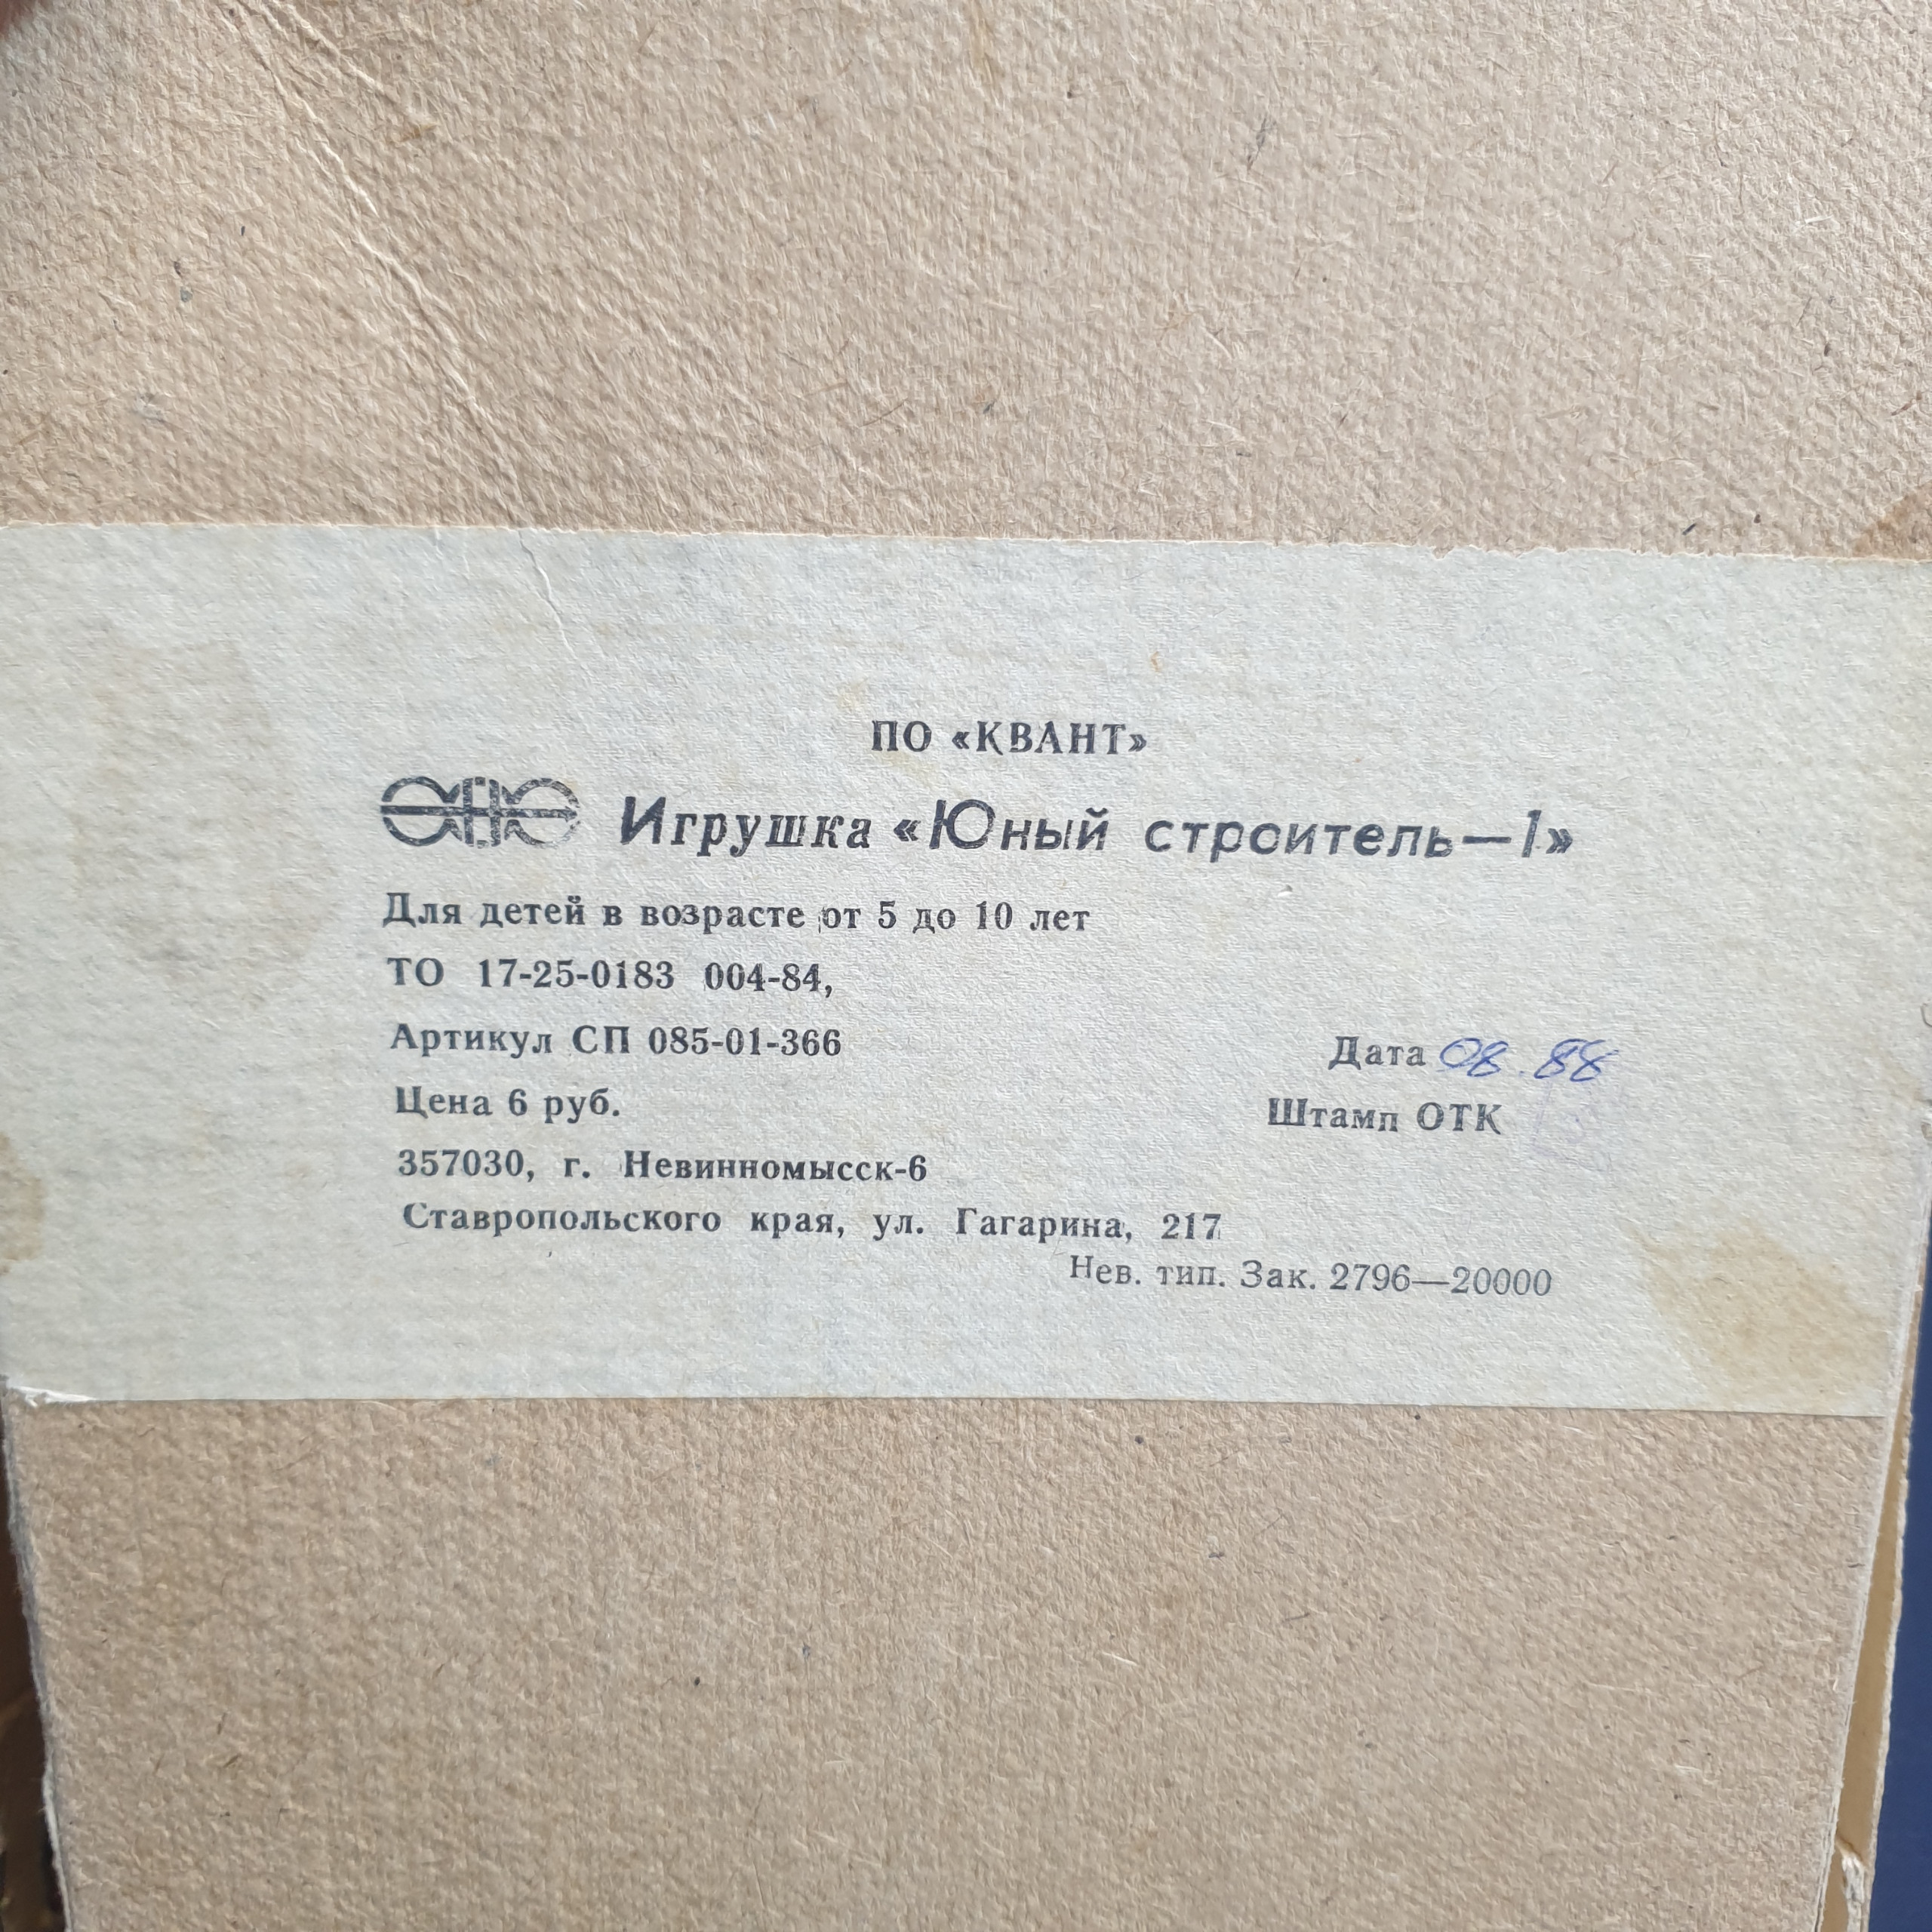 ПО «КВАНТ»
Игрушка «Юный строитель—1»
Для детей в возрасте от 5 до 10 лет
ТО 17-25-0183 004-84,
Артикул СП 085-01-366
Дата 08.88
Цена 6 руб.
Штамп ОТК
357030, г. Невинномысск-6
Ставропольского края, ул. Гагарина, 217
Нев. тип. Зак. 2796—20000